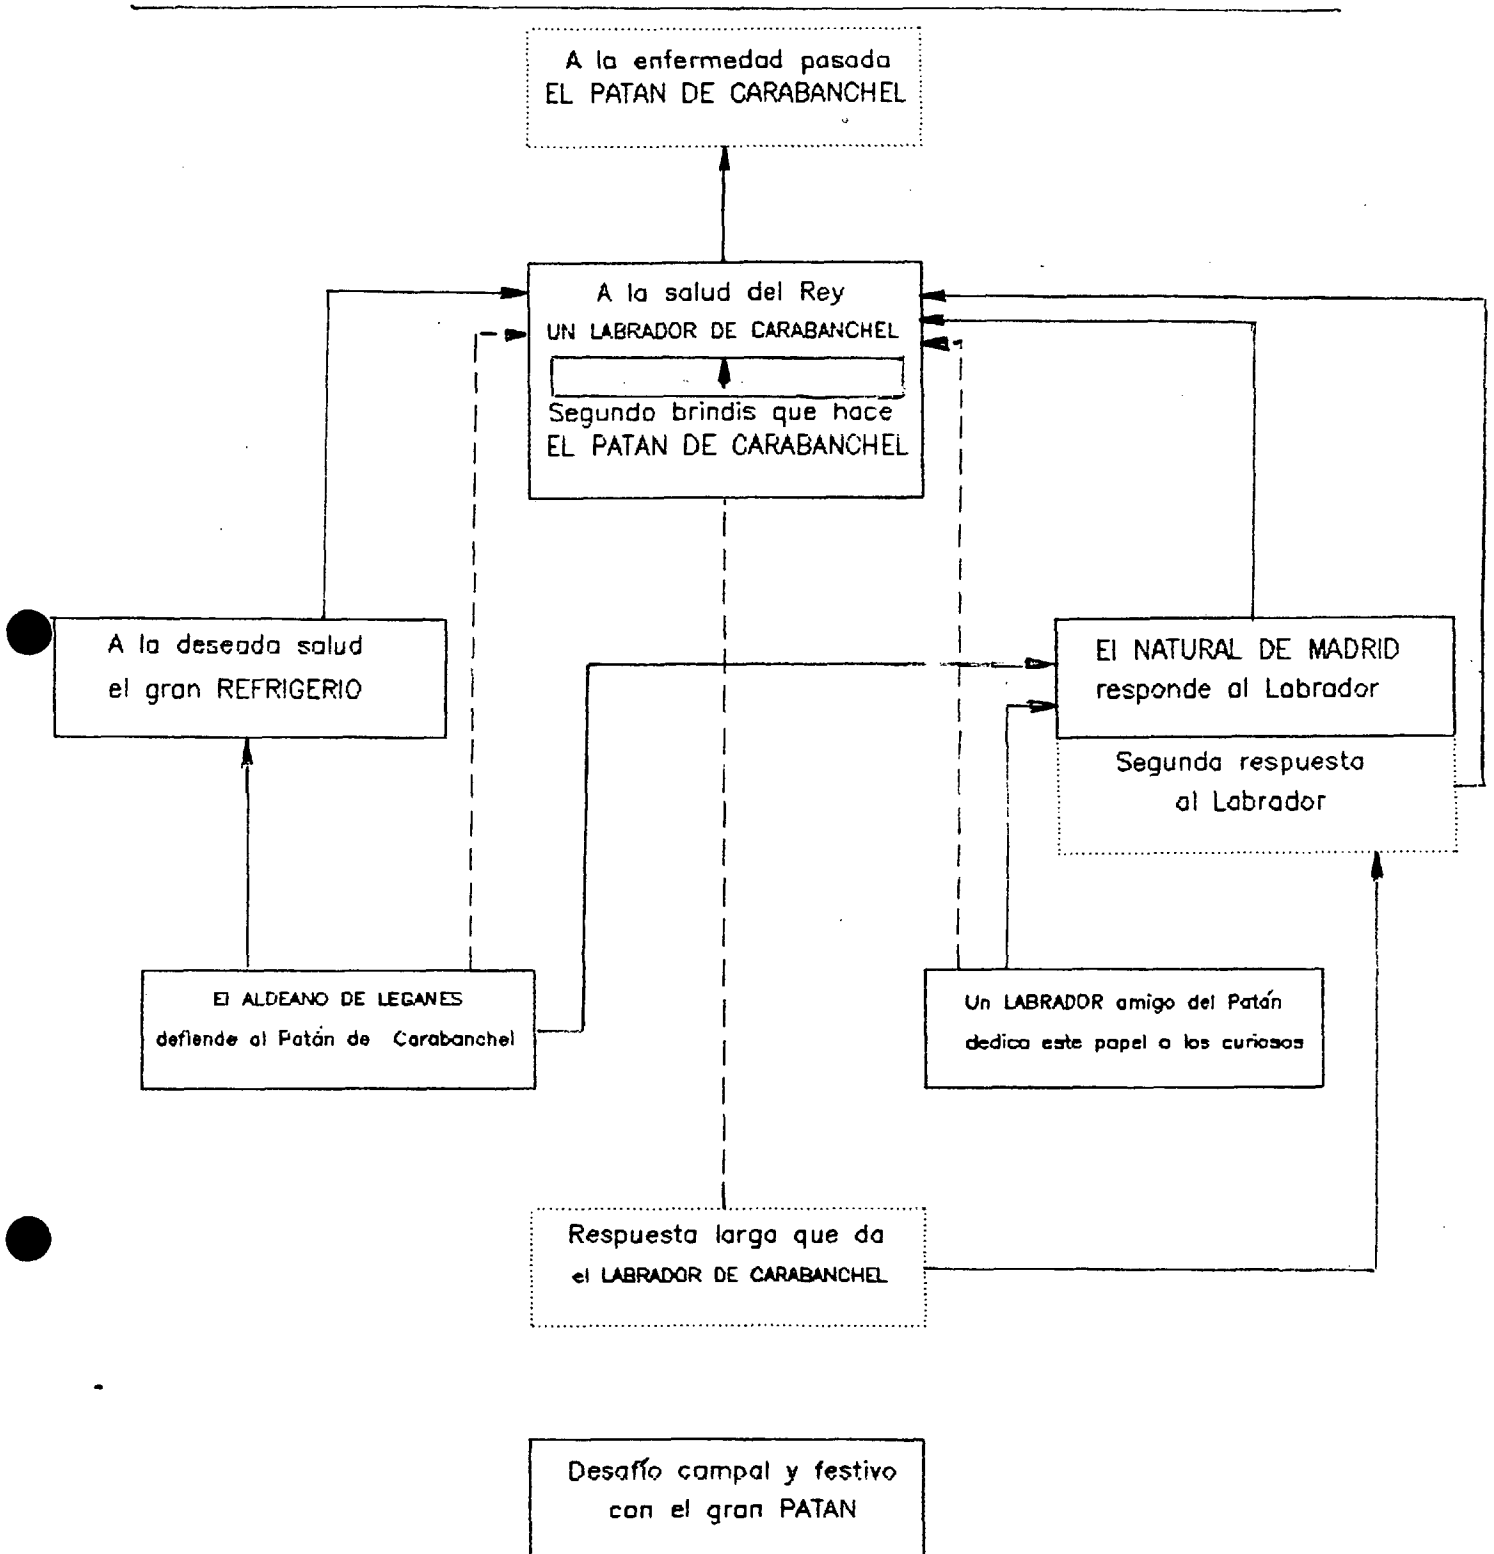 A la enfermedad pasada
EL PATAN DE CARABANCHEL
A la salud del Rey
UN LABRADOR DE CARABANCHEL
Segundo brindis que hace
EL PATAN DE CARABANCHEL
A la deseada salud
el gran REFRIGERIO
El NATURAL DE MADRID
responde al Labrador
Segunda respuesta
al Labrador
El ALDEANO DE LEGANES
defiende al Patán de Carabanchel
Un LABRADOR amigo del Patán
dedica este papel a los curiosos
Respuesta larga que da
el LABRADOR DE CARABANCHEL
Desafío campal y festivo
con el gran PATAN